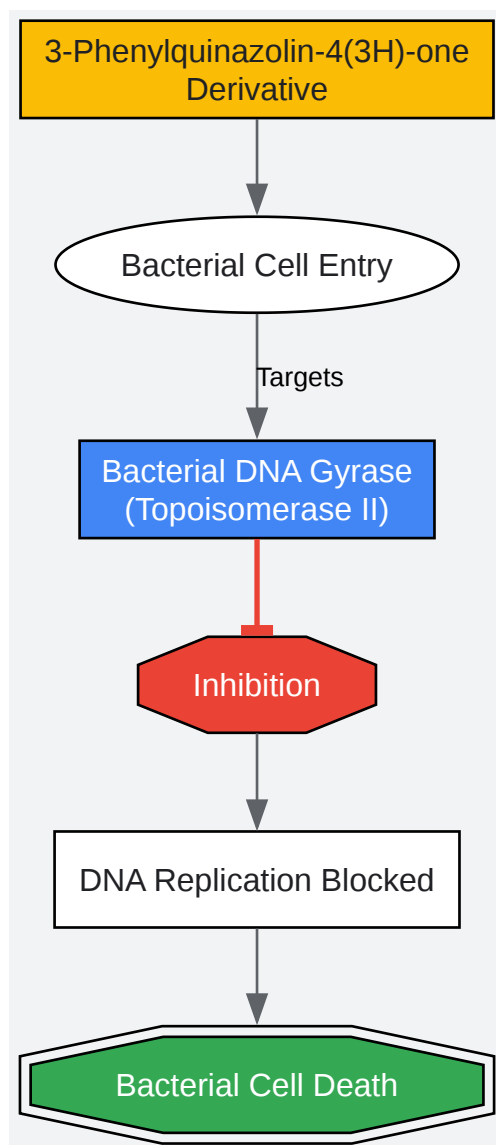 3-Phenylquinazolin-4(3H)-one
Derivative
Bacterial Cell Entry
Targets
Bacterial DNA Gyrase
(Topoisomerase II)
Inhibition
DNA Replication Blocked
Bacterial Cell Death